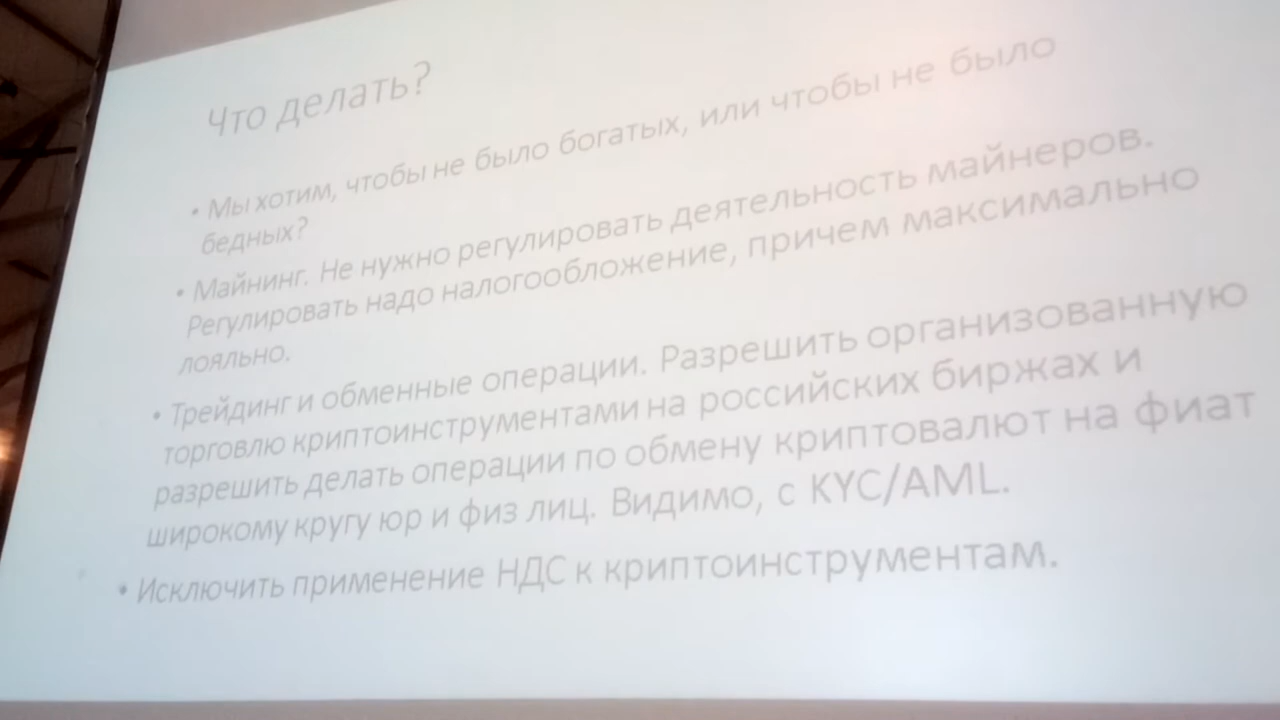 Что делать?
• Мы хотим, чтобы не было богатых, или чтобы не было
бедных?
• Майнинг. Не нужно регулировать деятельность майнеров.
Регулировать надо налогообложение, причем максимально
лояльно.
• Трейдинг и обменные операции. Разрешить организованную
торговлю криптоинструментами на российских биржах и
разрешить делать операции по обмену криптовалют на фиат
широкому кругу юр и физ лиц. Видимо, с KYC/AML.
• Исключить применение НДС к криптоинструментам.